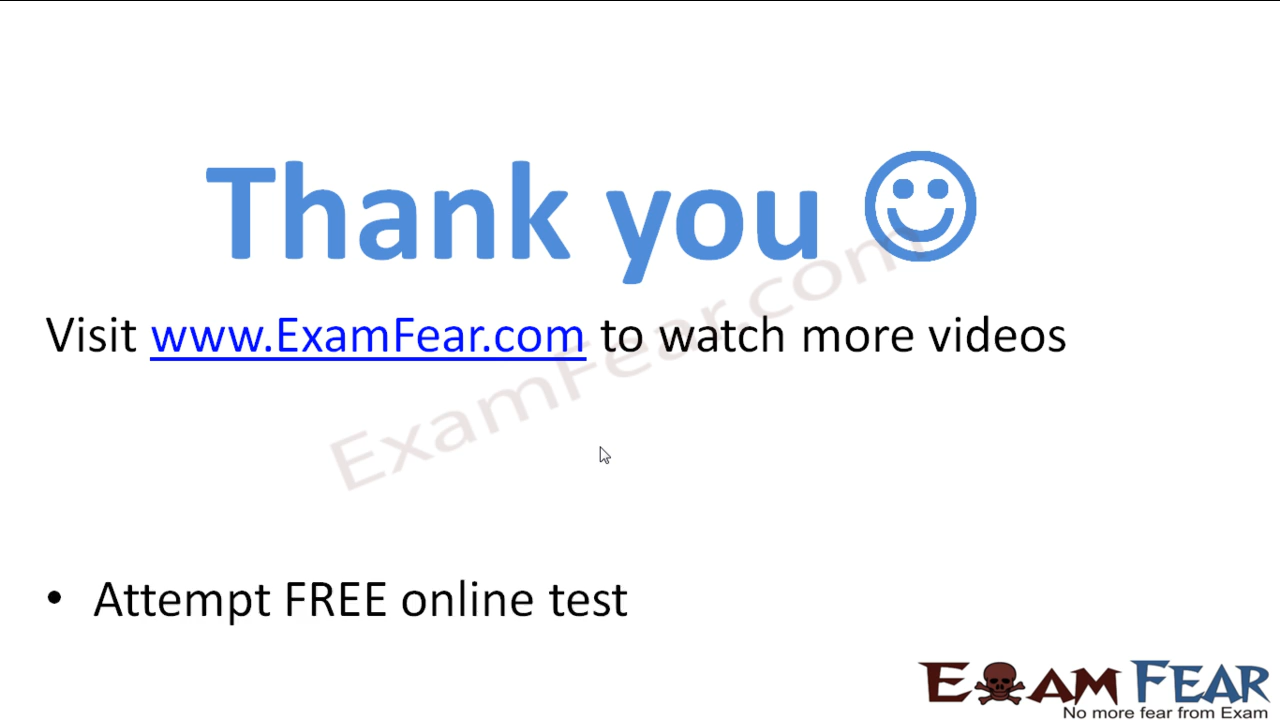 Thank you
Visit www.ExamFear.com to watch more videos
ExamFear.com
• Attempt FREE online test
EXAM FEAR
No more fear from Exam